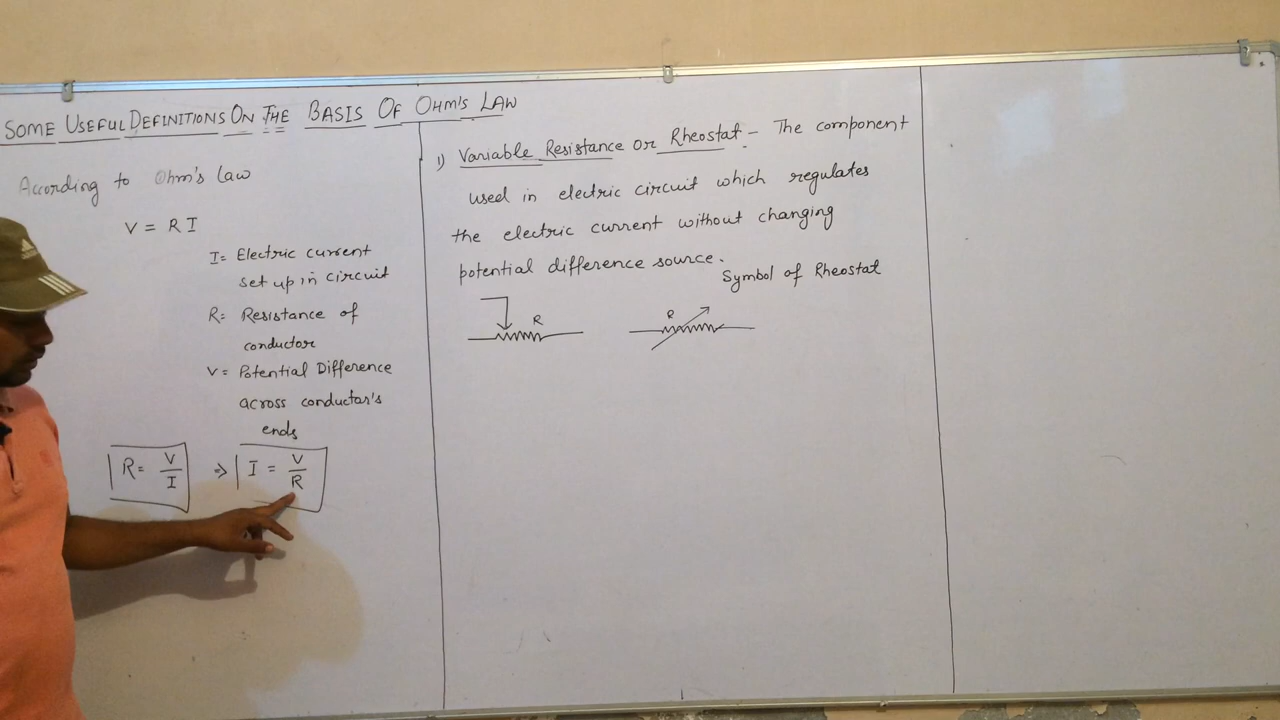 SOME USEFUL DEFINITIONS ON THE BASIS OF OHM'S LAW
According to Ohm's Law
V = R I
I = Electric current
set up in circuit
R = Resistance of
conductor
V = Potential Difference
across conductor's
ends
R = V/I ⇒ I = V/R
1) Variable Resistance or Rheostat - The component
used in electric circuit which regulates
the electric current without changing
potential difference source.
Symbol of Rheostat
R R
adidas